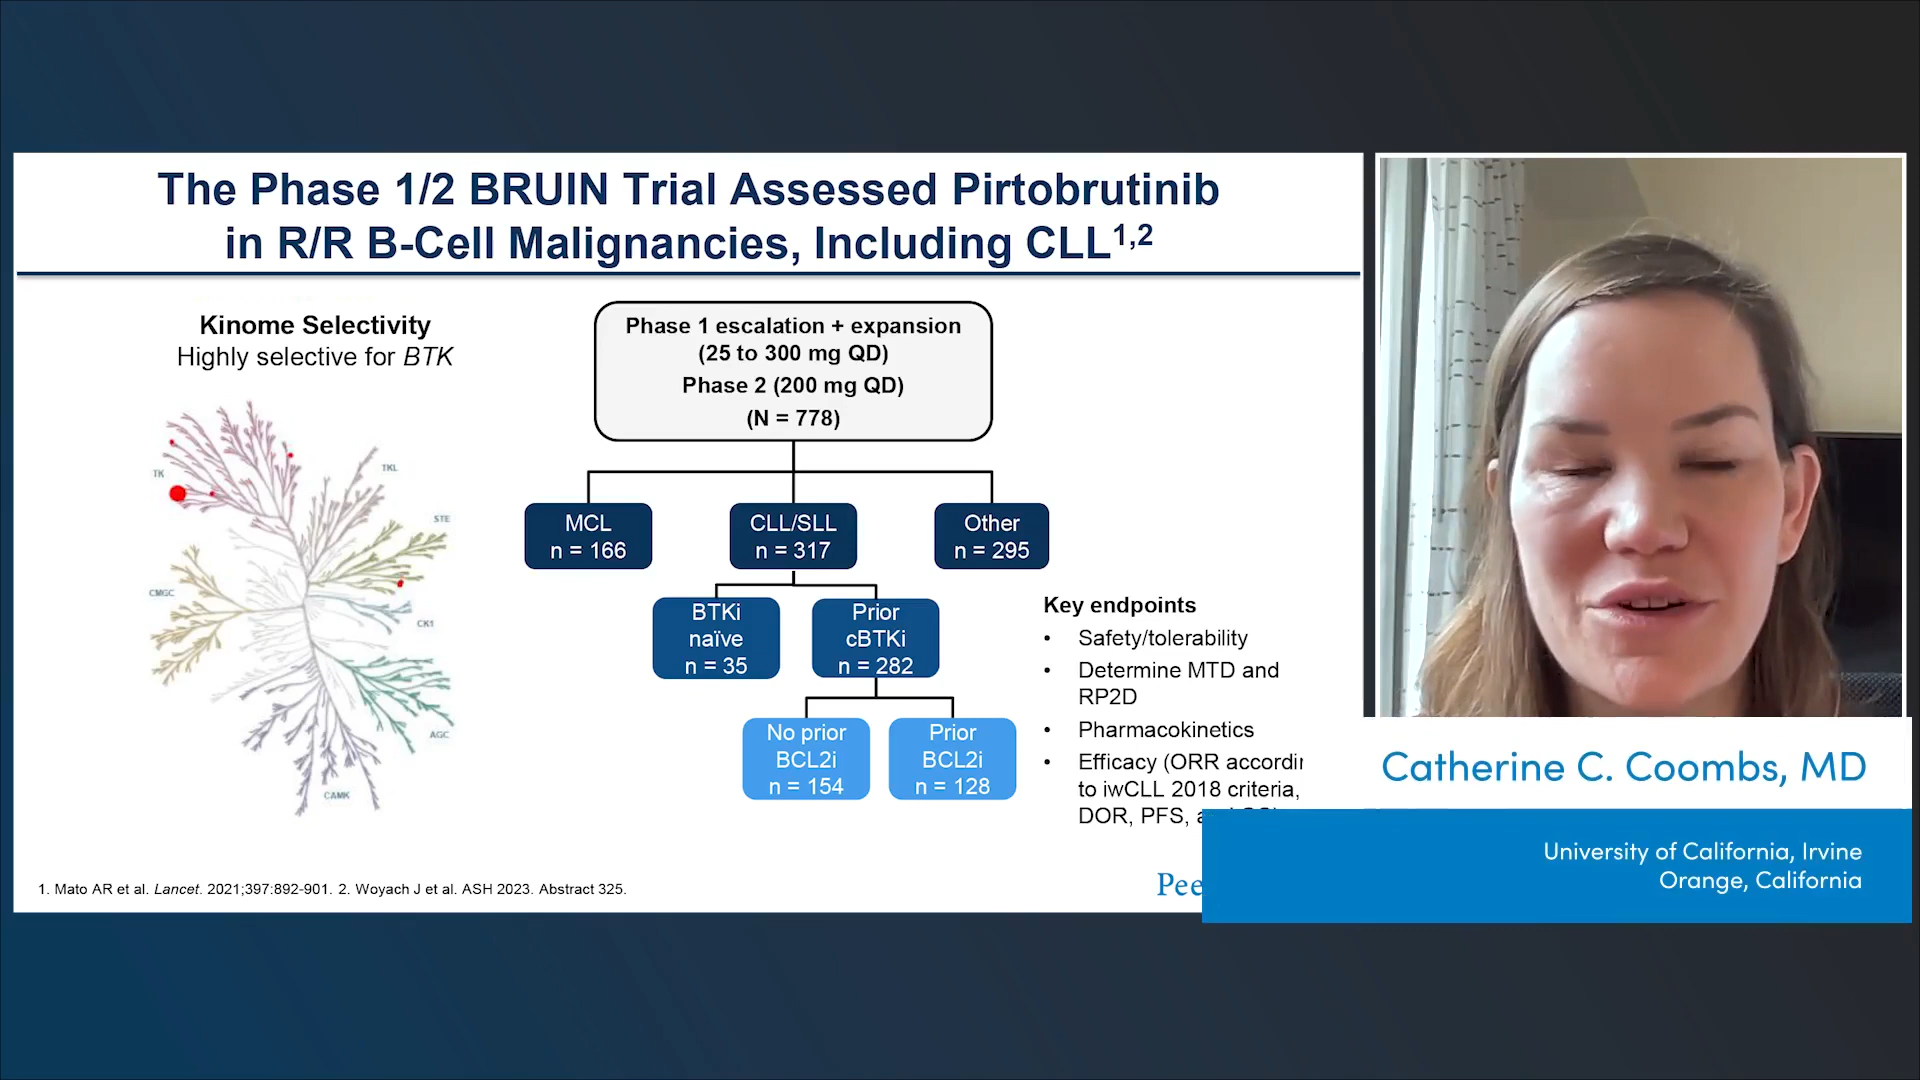 The Phase 1/2 BRUIN Trial Assessed Pirtobrutinib
in R/R B-Cell Malignancies, Including CLL1,2
Kinome Selectivity
Highly selective for BTK
TK
TKL
STE
CMGC
CK1
AGC
CAMK
Phase 1 escalation + expansion
(25 to 300 mg QD)
Phase 2 (200 mg QD)
(N = 778)
MCL
n = 166
CLL/SLL
n = 317
Other
n = 295
BTKi
naïve
n = 35
Prior
cBTKi
n = 282
No prior
BCL2i
n = 154
Prior
BCL2i
n = 128
Key endpoints
• Safety/tolerability
• Determine MTD and
RP2D
• Pharmacokinetics
• Efficacy (ORR
to iwCLL 2018 criteria,
DOR, PFS,
1. Mato AR et al. Lancet. 2021;397:892-901. 2. Woyach J et al. ASH 2023. Abstract 325.
Catherine C. Coombs, MD
University of California, Irvine
Orange, California